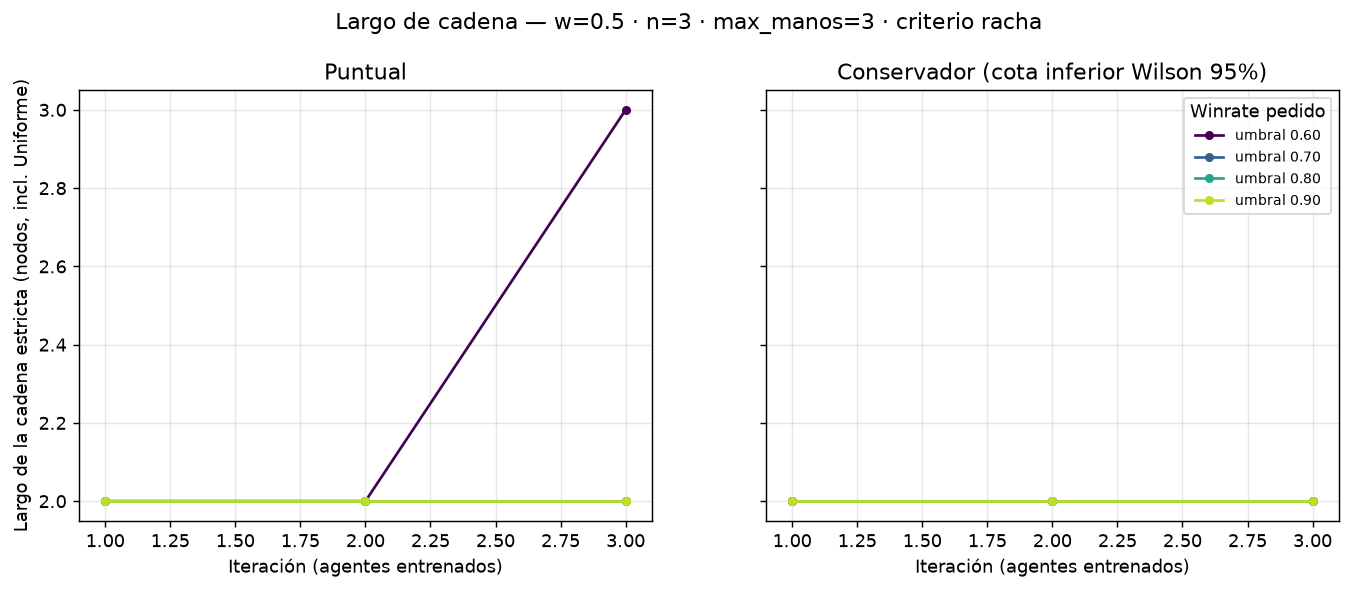 Largo de cadena — w=0.5 · n=3 · max_manos=3 · criterio racha
Puntual
Largo de la cadena estricta (nodos, incl. Uniforme)
3.0
2.8
2.6
2.4
2.2
2.0
1.00 1.25 1.50 1.75 2.00 2.25 2.50 2.75 3.00
Iteración (agentes entrenados)
Conservador (cota inferior Wilson 95%)
Winrate pedido
umbral 0.60
umbral 0.70
umbral 0.80
umbral 0.90
1.00 1.25 1.50 1.75 2.00 2.25 2.50 2.75 3.00
Iteración (agentes entrenados)